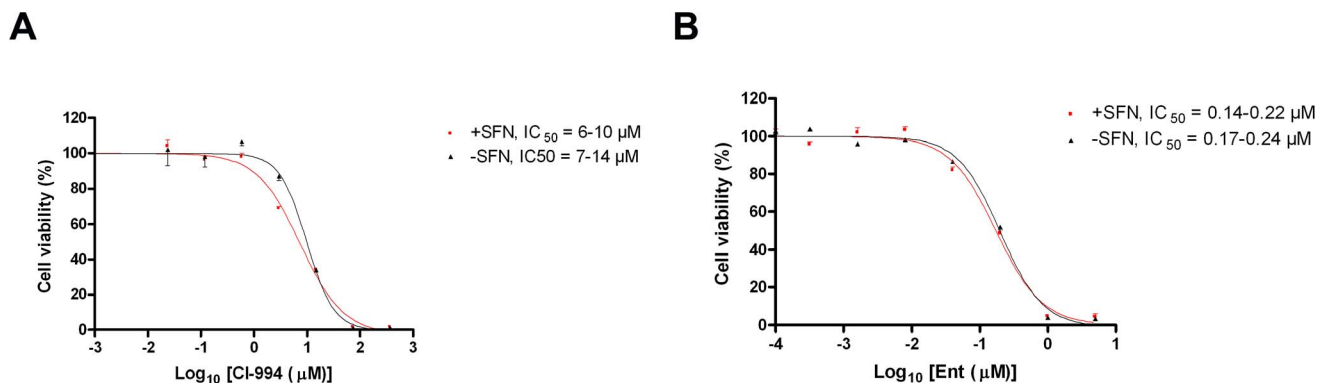 A
120
100
80
60
40
20
0
Cell viability (%)
-3 -2 -1 0 1 2 3 4
Log10 [CI-994 ( μM)]
+SFN, IC 50 = 6-10 μM
-SFN, IC50 = 7-14 μM
B
120
100
80
60
40
20
0
Cell viability (%)
-4 -3 -2 -1 0 1
Log10 [Ent ( μM)]
+SFN, IC 50 = 0.14-0.22 μM
-SFN, IC 50 = 0.17-0.24 μM